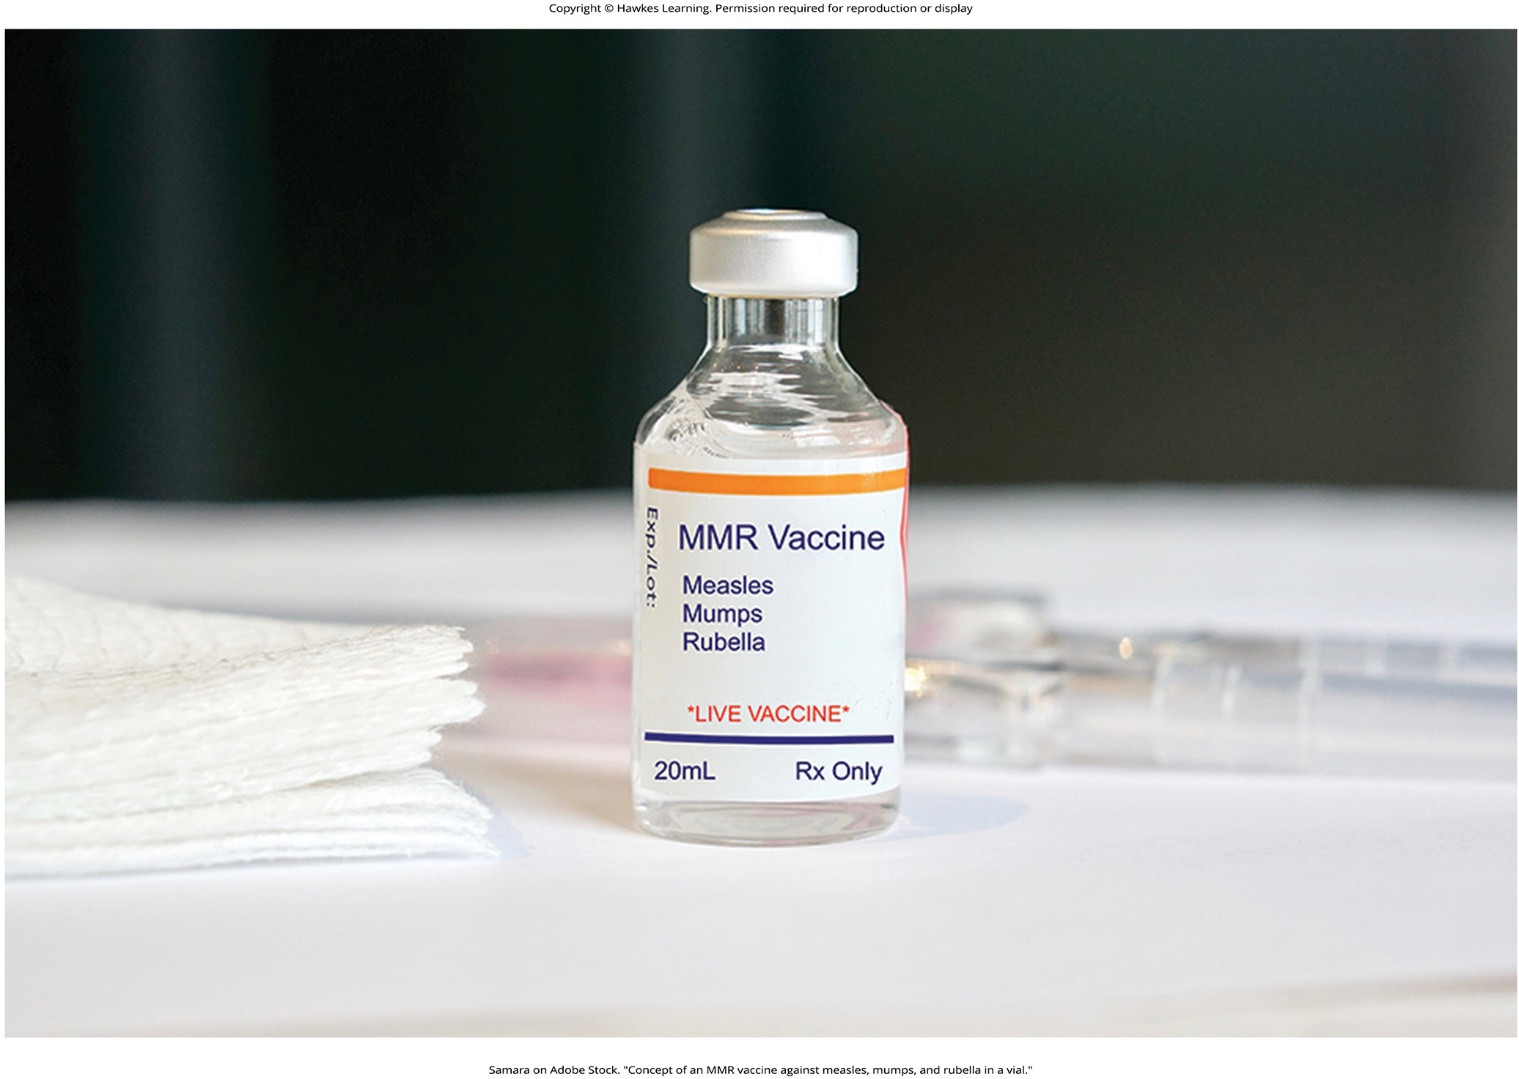 Copyright © Hawkes Learning. Permission required for reproduction or display
Exp./Lot:
MMR Vaccine
Measles
Mumps
Rubella
*LIVE VACCINE*
20mL
Rx Only
Samara on Adobe Stock. "Concept of an MMR vaccine against measles, mumps, and rubella in a vial."